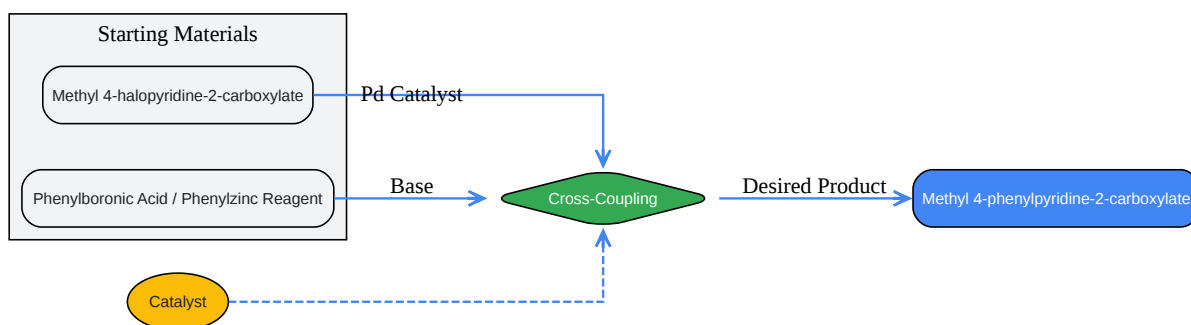 Starting Materials
Methyl 4-halopyridine-2-carboxylate
Pd Catalyst
Phenylboronic Acid / Phenylzinc Reagent
Base
Cross-Coupling
Desired Product
Methyl 4-phenylpyridine-2-carboxylate
Catalyst